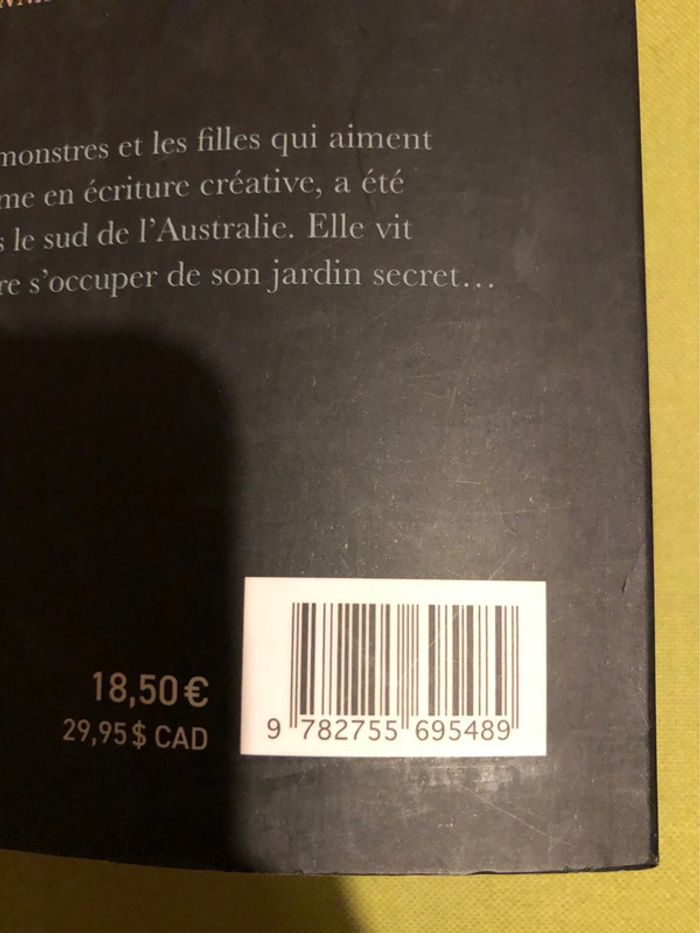 monstres et les filles qui aiment
me en écriture créative, a été
s le sud de l’Australie. Elle vit
re s’occuper de son jardin secret...
18,50 €
29,95 $ CAD
9 782755 695489